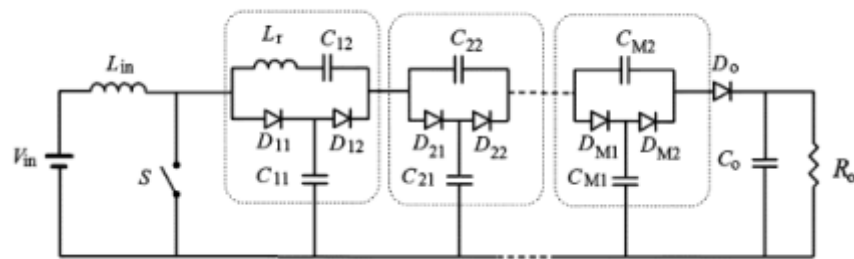 L_r C_12 C_22 C_M2
L_in D_o
D_11 D_12 D_21 D_22 D_M1 D_M2
V_in S C_11 C_21 C_M1 C_o R_o